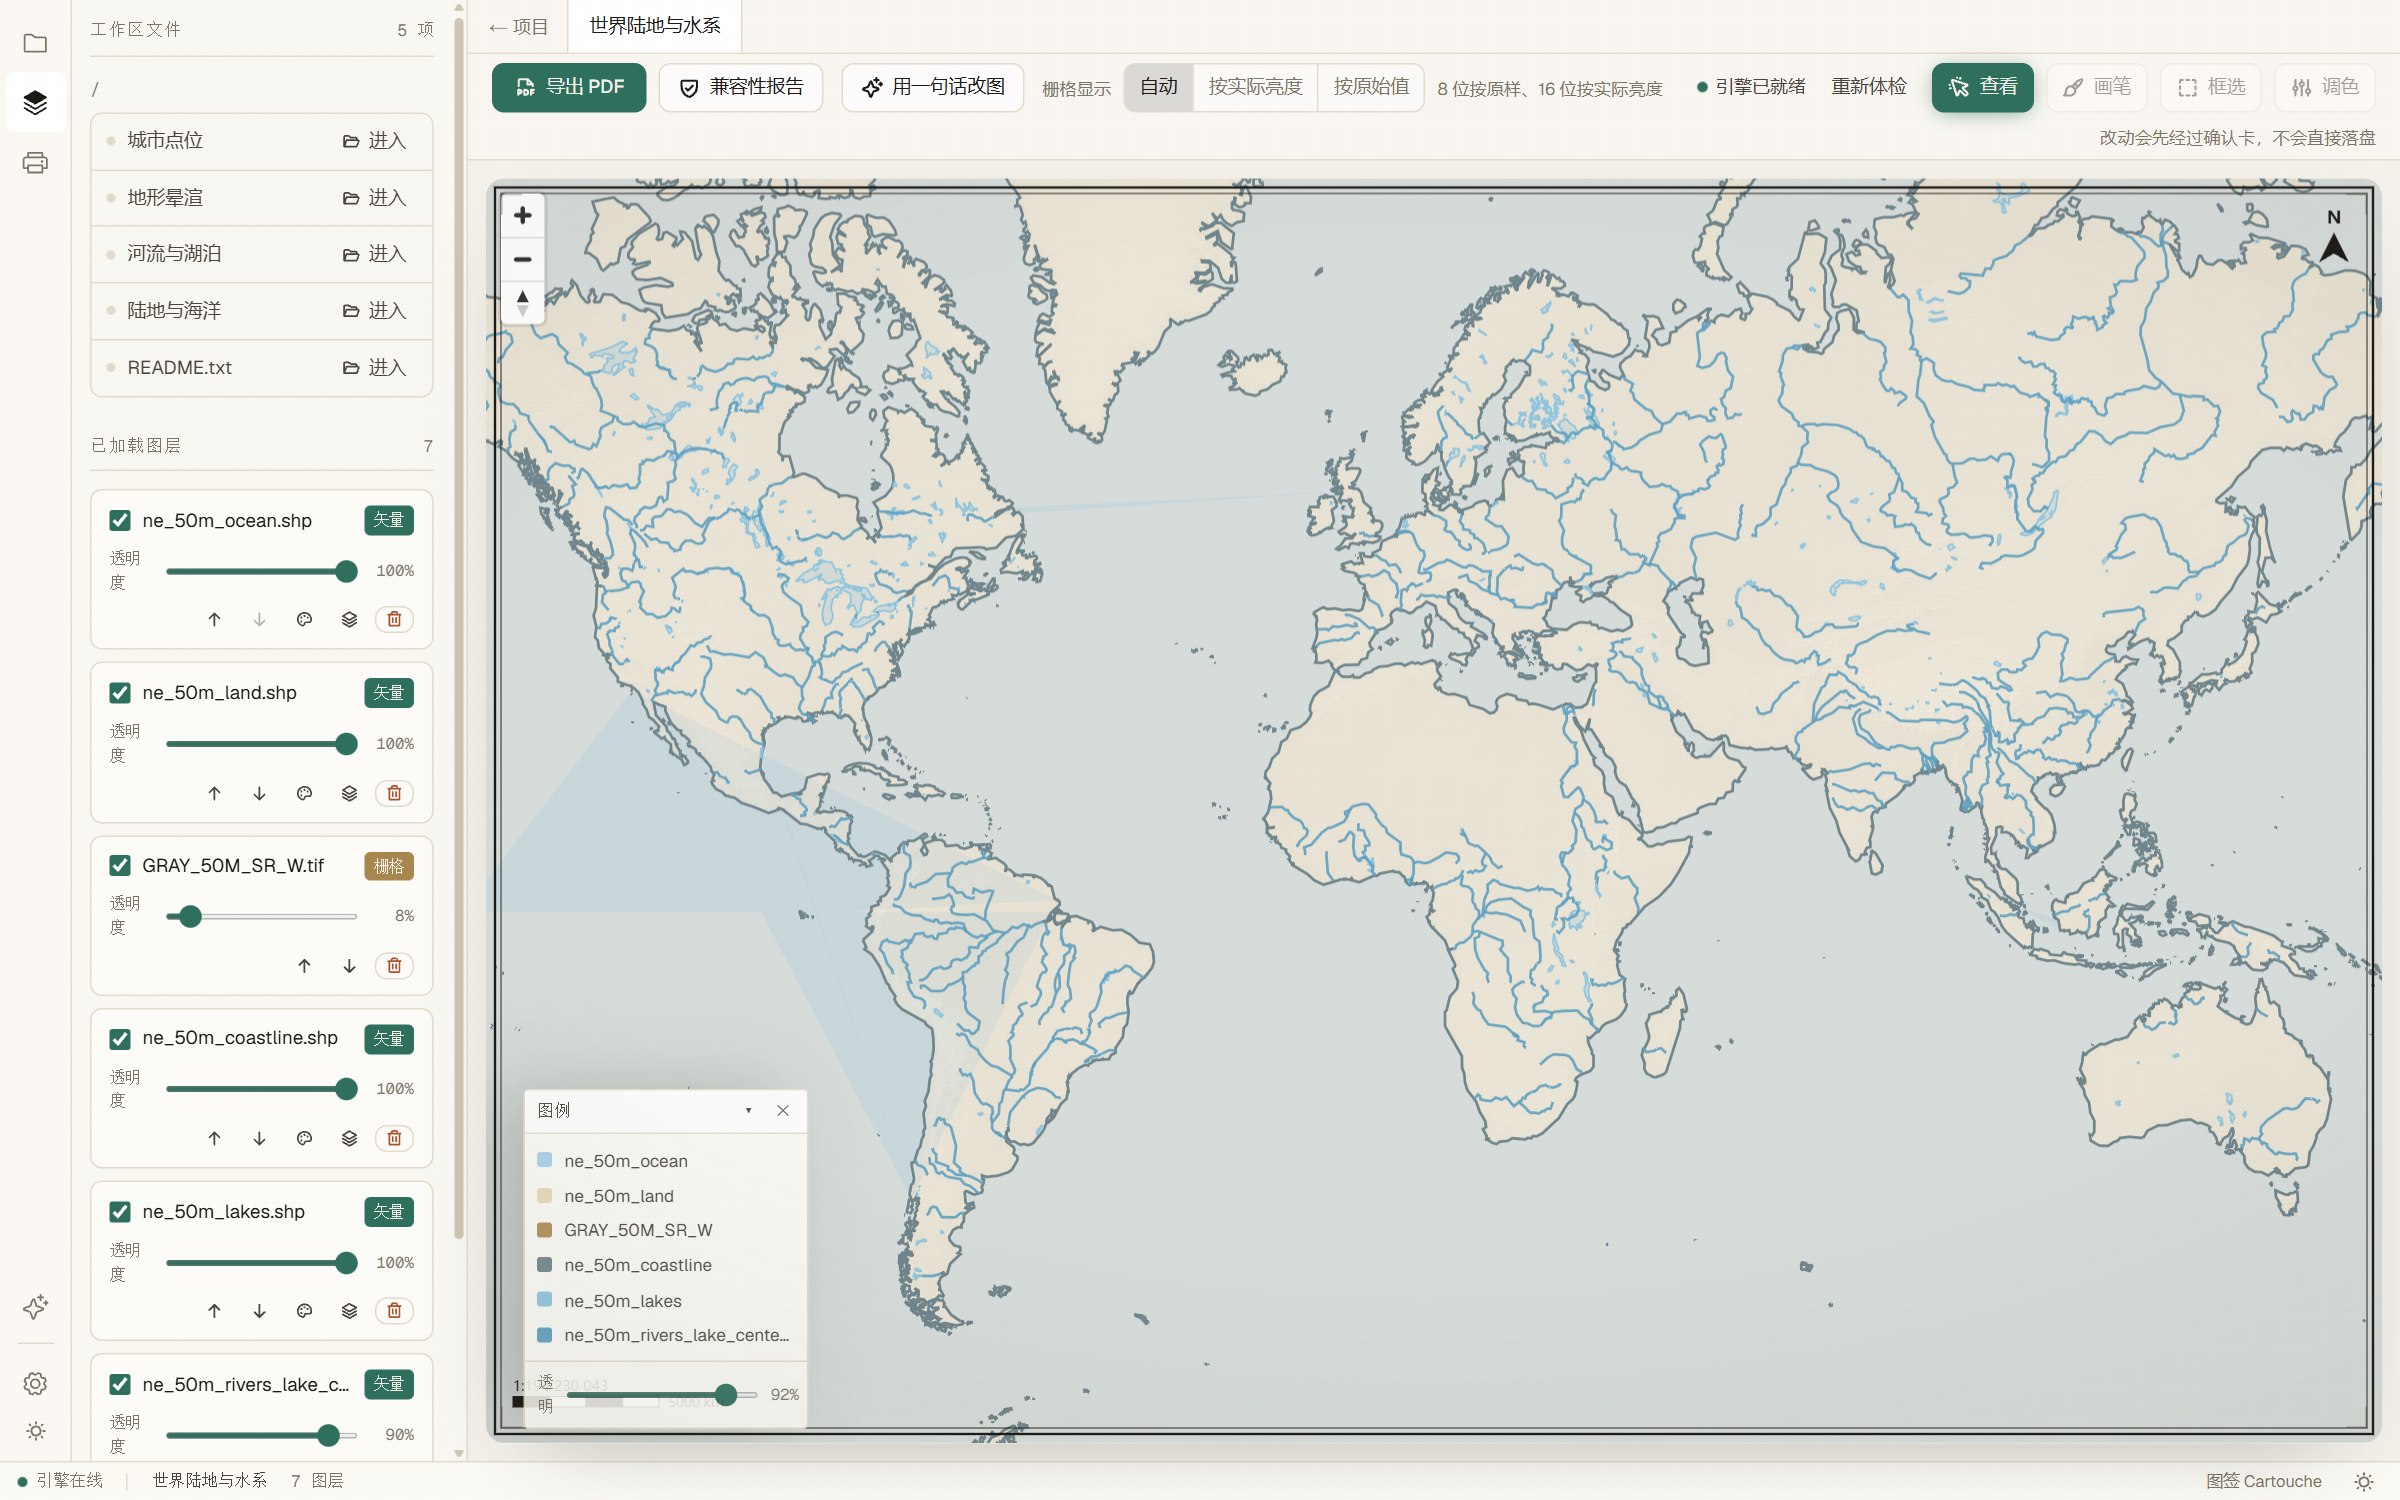 工作区文件 5 项
/
城市点位 进入
地形晕渲 进入
河流与湖泊 进入
陆地与海洋 进入
README.txt 进入
已加载图层 7
ne_50m_ocean.shp 矢量
透明度 100%
ne_50m_land.shp 矢量
透明度 100%
GRAY_50M_SR_W.tif 栅格
透明度 8%
ne_50m_coastline.shp 矢量
透明度 100%
ne_50m_lakes.shp 矢量
透明度 100%
ne_50m_rivers_lake_c... 矢量
透明度 90%
← 项目 世界陆地与水系
导出 PDF 兼容性报告 用一句话改图 栅格显示 自动 按实际亮度 按原始值 8 位按原样、16 位按实际亮度 引擎已就绪 重新体检 查看 画笔 框选 调色
改动会先经过确认卡，不会直接落盘
N
图例
ne_50m_ocean
ne_50m_land
GRAY_50M_SR_W
ne_50m_coastline
ne_50m_lakes
ne_50m_rivers_lake_cente...
透明 92%
5000 km
引擎在线 世界陆地与水系 7 图层
图签 Cartouche